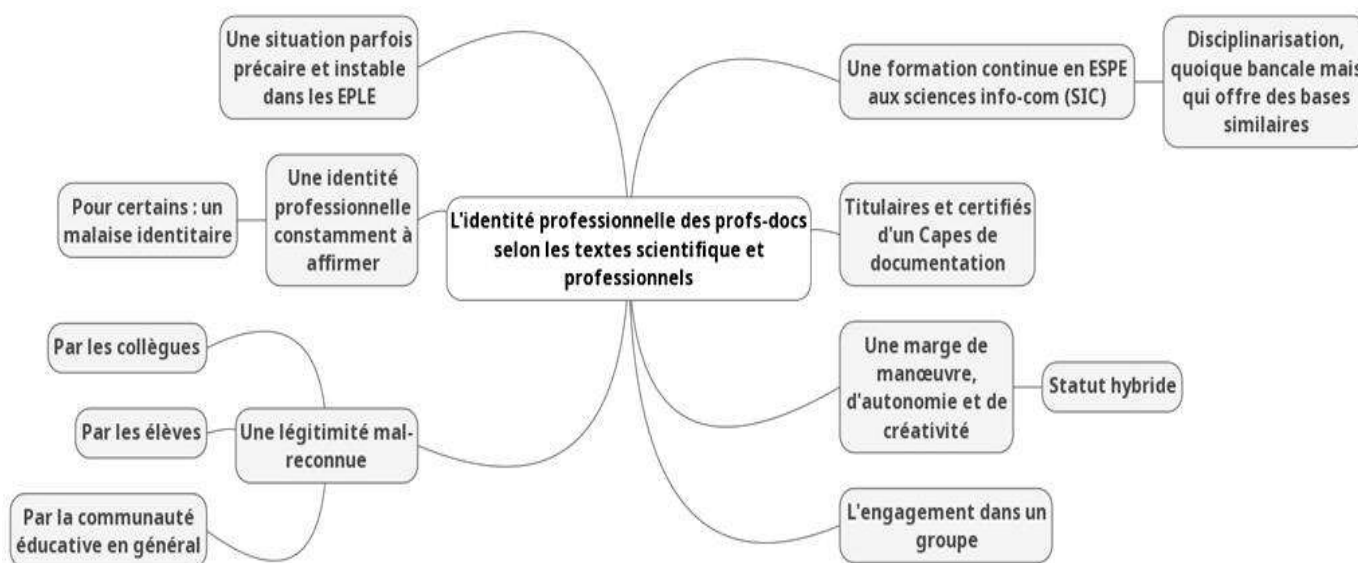 L'identité professionnelle des profs-docs
selon les textes scientifique et
professionnels
Une situation parfois
précaire et instable
dans les EPLE
Une identité
professionnelle
constamment à
affirmer
Pour certains : un
malaise identitaire
Une légitimité mal-
reconnue
Par les collègues
Par les élèves
Par la communauté
éducative en général
Une formation continue en ESPE
aux sciences info-com (SIC)
Disciplinarisation,
quoique bancale mais
qui offre des bases
similaires
Titulaires et certifiés
d'un Capes de
documentation
Une marge de
manœuvre,
d'autonomie et de
créativité
Statut hybride
L'engagement dans un
groupe